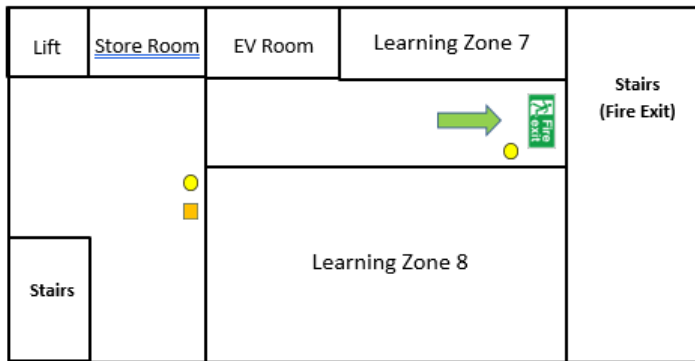 Lift
Store Room
EV Room
Learning Zone 7
Stairs
(Fire Exit)
Fire
exit
Learning Zone 8
Stairs